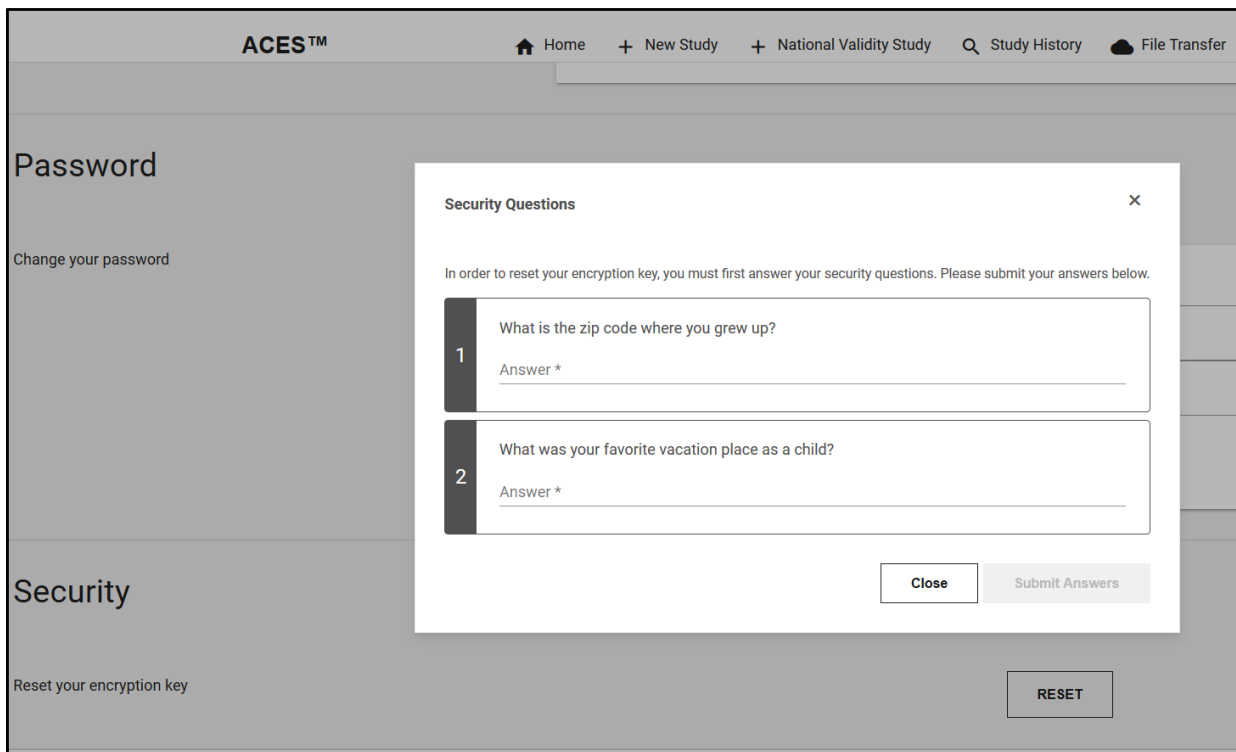 ACES™
Home
New Study
National Validity Study
Study History
File Transfer
Password
Change your password
Security Questions
×
In order to reset your encryption key, you must first answer your security questions. Please submit your answers below.
1
What is the zip code where you grew up?
Answer *
2
What was your favorite vacation place as a child?
Answer *
Close
Submit Answers
Security
Reset your encryption key
RESET